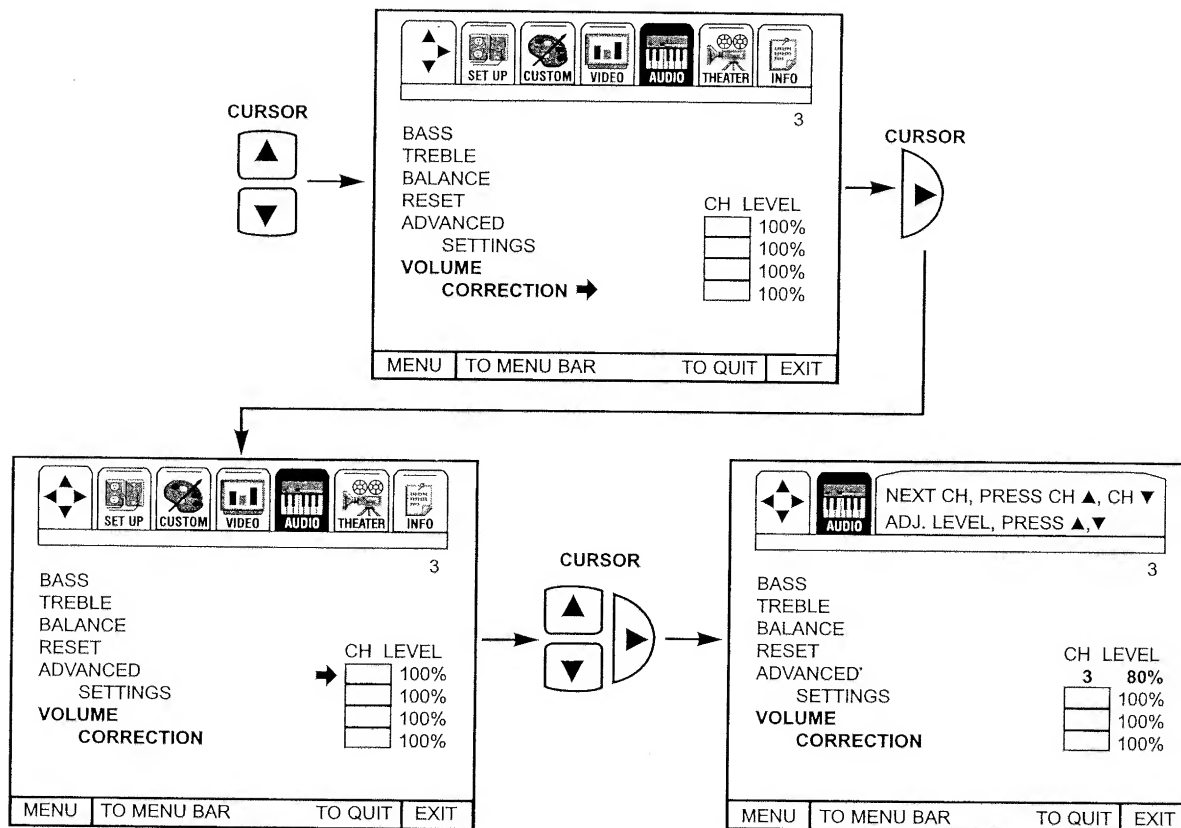 SET UP CUSTOM VIDEO AUDIO THEATER INFO
3
CURSOR
BASS
TREBLE
BALANCE
RESET
ADVANCED
SETTINGS
VOLUME
CORRECTION ➡
CH LEVEL
100%
100%
100%
100%
MENU TO MENU BAR TO QUIT EXIT
CURSOR
SET UP CUSTOM VIDEO AUDIO THEATER INFO
3
BASS
TREBLE
BALANCE
RESET
ADVANCED
SETTINGS
VOLUME
CORRECTION
CH LEVEL
➡ 100%
100%
100%
100%
MENU TO MENU BAR TO QUIT EXIT
CURSOR
AUDIO
NEXT CH, PRESS CH ▲, CH ▼
ADJ. LEVEL, PRESS ▲,▼
3
BASS
TREBLE
BALANCE
RESET
ADVANCED
SETTINGS
VOLUME
CORRECTION
CH LEVEL
3 80%
100%
100%
100%
MENU TO MENU BAR TO QUIT EXIT